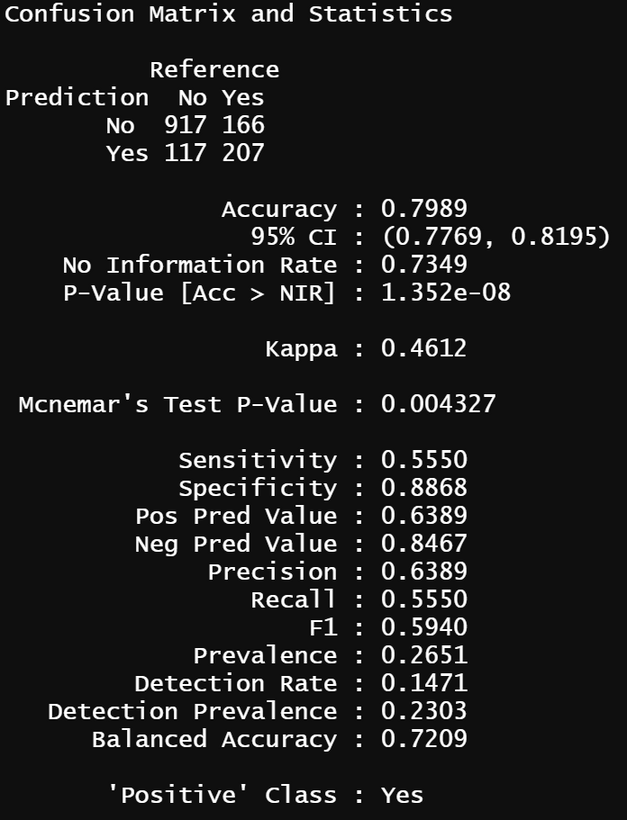 Confusion Matrix and Statistics
Reference
Prediction No Yes
No 917 166
Yes 117 207
Accuracy : 0.7989
95% CI : (0.7769, 0.8195)
No Information Rate : 0.7349
P-Value [Acc > NIR] : 1.352e-08
Kappa : 0.4612
Mcnemar's Test P-Value : 0.004327
Sensitivity : 0.5550
Specificity : 0.8868
Pos Pred Value : 0.6389
Neg Pred Value : 0.8467
Precision : 0.6389
Recall : 0.5550
F1 : 0.5940
Prevalence : 0.2651
Detection Rate : 0.1471
Detection Prevalence : 0.2303
Balanced Accuracy : 0.7209
'Positive' Class : Yes